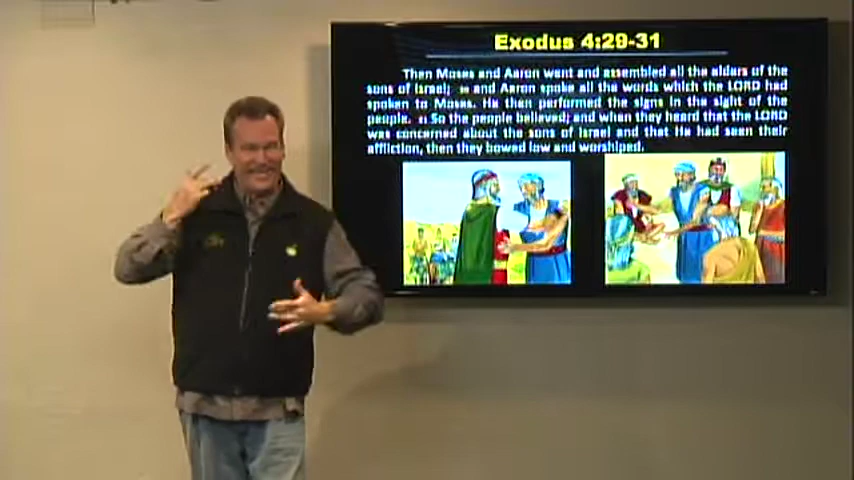 Exodus 4:29-31
Then Moses and Aaron went and assembled all the elders of the
sons of Israel; 30 and Aaron spoke all the words which the LORD had
spoken to Moses. He then performed the signs in the sight of the
people. 31 So the people believed; and when they heard that the LORD
was concerned about the sons of Israel and that He had seen their
affliction, then they bowed low and worshiped.